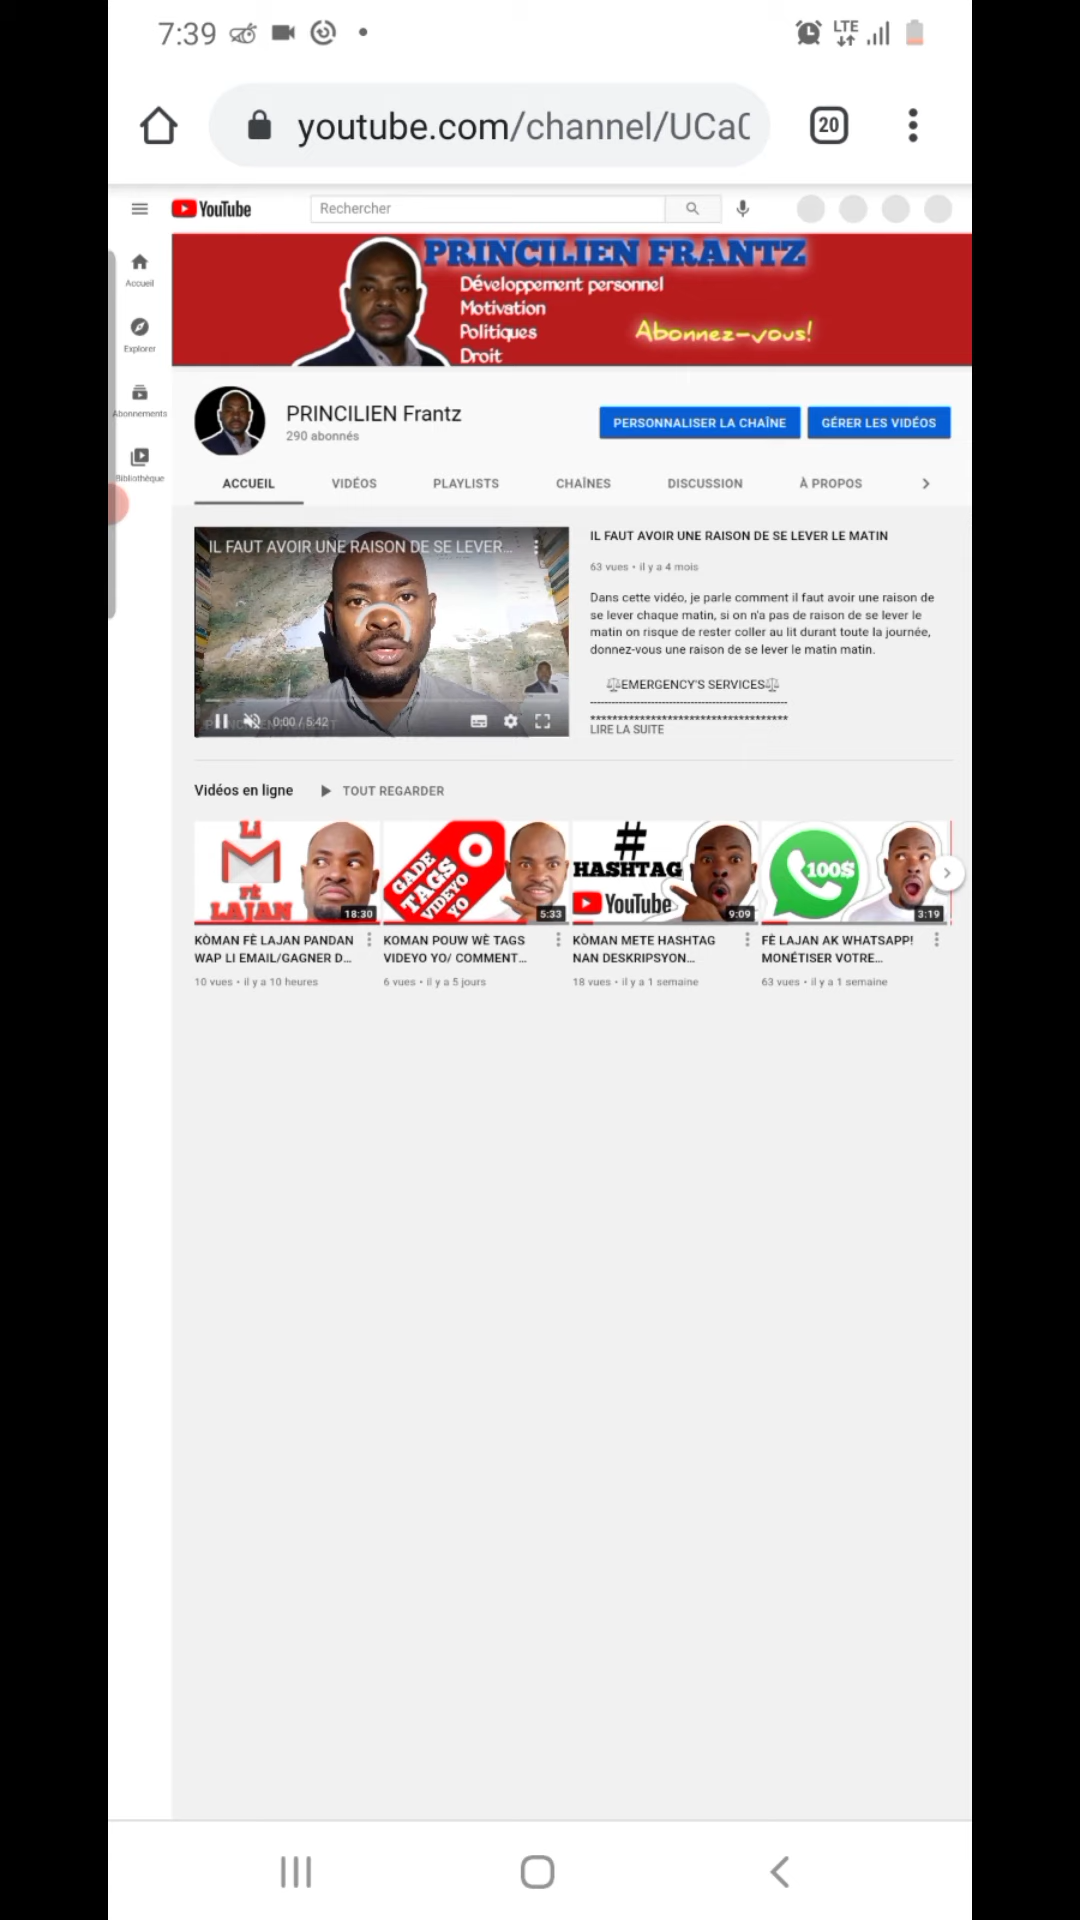 7:39
LTE
youtube.com/channel/UCaC
20
YouTube
Rechercher
Accueil
Explorer
Abonnements
Bibliothèque
PRINCILIEN FRANTZ
Développement personnel
Motivation
Politiques
Abonnez-vous!
Droit
PRINCILIEN Frantz
290 abonnés
PERSONNALISER LA CHAÎNE
GÉRER LES VIDÉOS
ACCUEIL
VIDÉOS
PLAYLISTS
CHAÎNES
DISCUSSION
À PROPOS
IL FAUT AVOIR UNE RAISON DE SE LEVER...
0:00 / 5:42
IL FAUT AVOIR UNE RAISON DE SE LEVER LE MATIN
63 vues • il y a 4 mois
Dans cette vidéo, je parle comment il faut avoir une raison de
se lever chaque matin, si on n'a pas de raison de se lever le
matin on risque de rester coller au lit durant toute la journée,
donnez-vous une raison de se lever le matin matin.
⚖EMERGENCY'S SERVICES⚖
------------------------------------------------------
*************************************
LIRE LA SUITE
Vidéos en ligne
TOUT REGARDER
LI
FÈ
LAJAN
18:30
GADE
TAGS
VIDEYO
YO
5:33
#
HASHTAG
YouTube
9:09
100$
3:19
KÒMAN FÈ LAJAN PANDAN
WAP LI EMAIL/GAGNER D...
10 vues • il y a 10 heures
KOMAN POUW WÈ TAGS
VIDEYO YO/ COMMENT...
6 vues • il y a 5 jours
KÒMAN METE HASHTAG
NAN DESKRIPSYON...
18 vues • il y a 1 semaine
FÈ LAJAN AK WHATSAPP!
MONÉTISER VOTRE...
63 vues • il y a 1 semaine